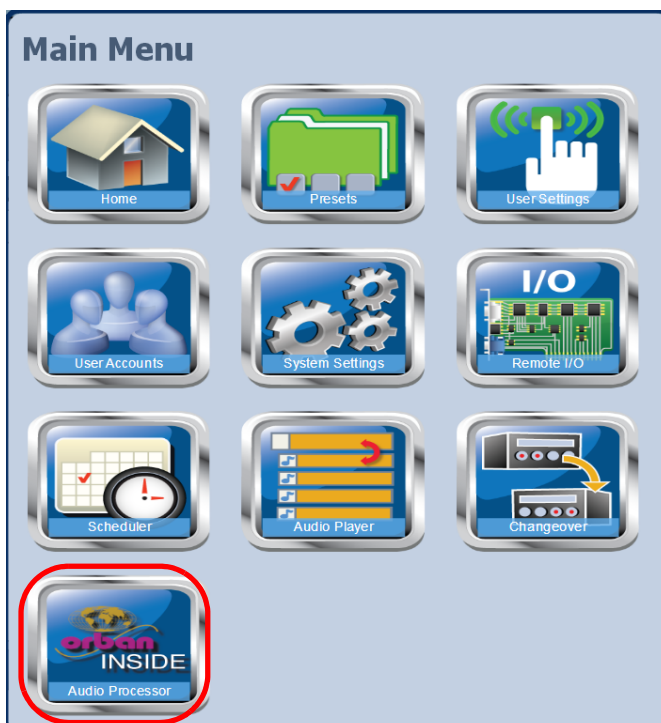 Main Menu
Home
Presets
User Settings
User Accounts
System Settings
I/O
Remote I/O
Scheduler
Audio Player
Changeover
orban
INSIDE
Audio Processor